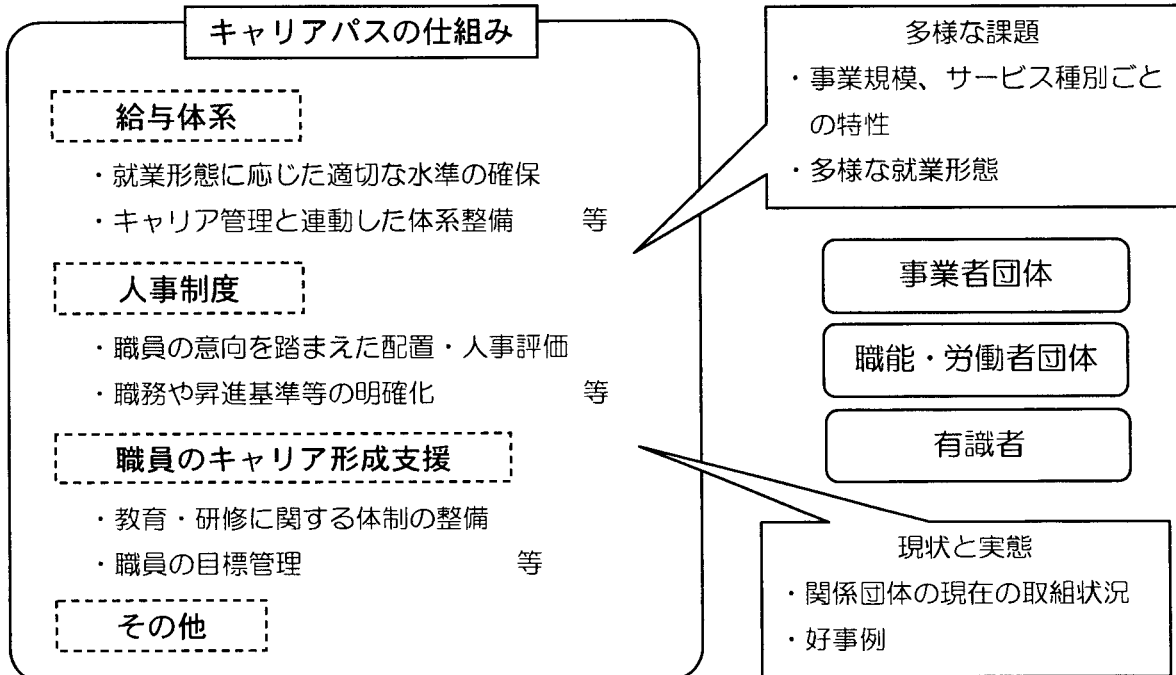 キャリアパスの仕組み
給与体系
・就業形態に応じた適切な水準の確保
・キャリア管理と連動した体系整備 等
人事制度
・職員の意向を踏まえた配置・人事評価
・職務や昇進基準等の明確化 等
職員のキャリア形成支援
・教育・研修に関する体制の整備
・職員の目標管理 等
その他
多様な課題
・事業規模、サービス種別ごと
の特性
・多様な就業形態
事業者団体
職能・労働者団体
有識者
現状と実態
・関係団体の現在の取組状況
・好事例